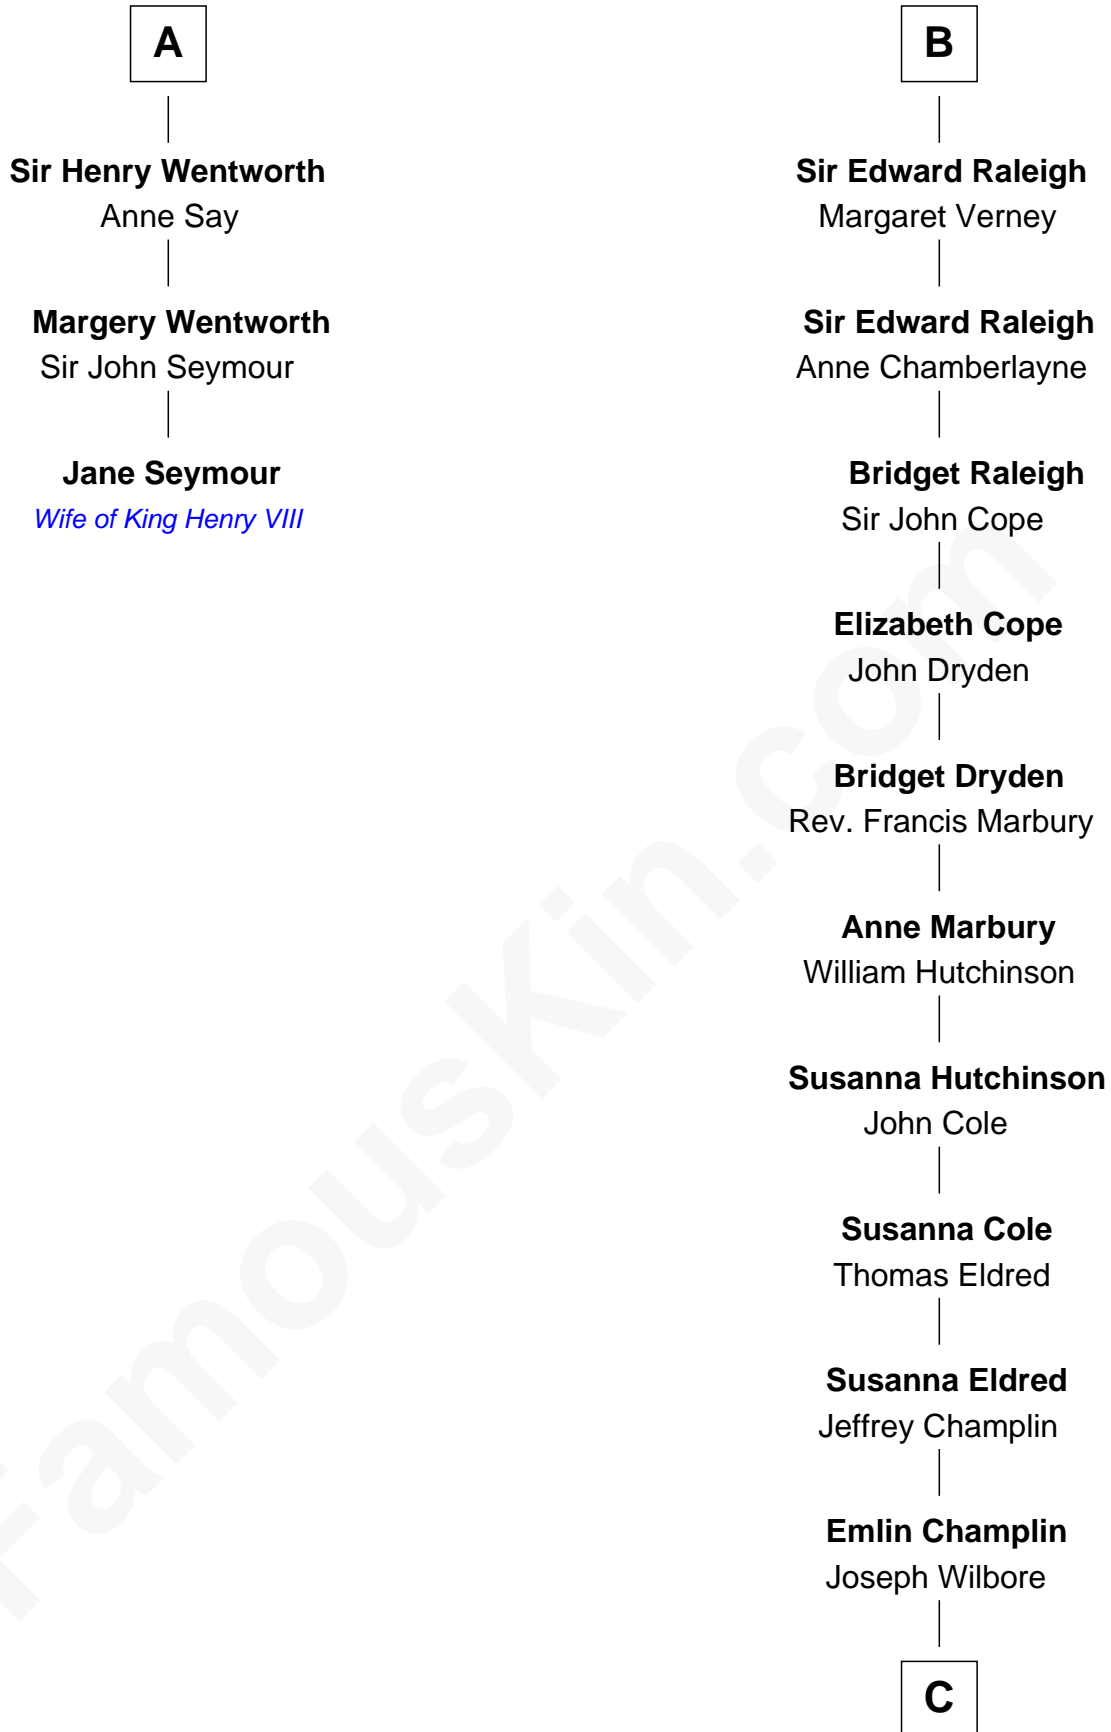 A
Sir Henry Wentworth
Anne Say
Margery Wentworth
Sir John Seymour
Jane Seymour
Wife of King Henry VIII
B
Sir Edward Raleigh
Margaret Verney
Sir Edward Raleigh
Anne Chamberlayne
Bridget Raleigh
Sir John Cope
Elizabeth Cope
John Dryden
Bridget Dryden
Rev. Francis Marbury
Anne Marbury
William Hutchinson
Susanna Hutchinson
John Cole
Susanna Cole
Thomas Eldred
Susanna Eldred
Jeffrey Champlin
Emlin Champlin
Joseph Wilbore
C
FamousKin.com